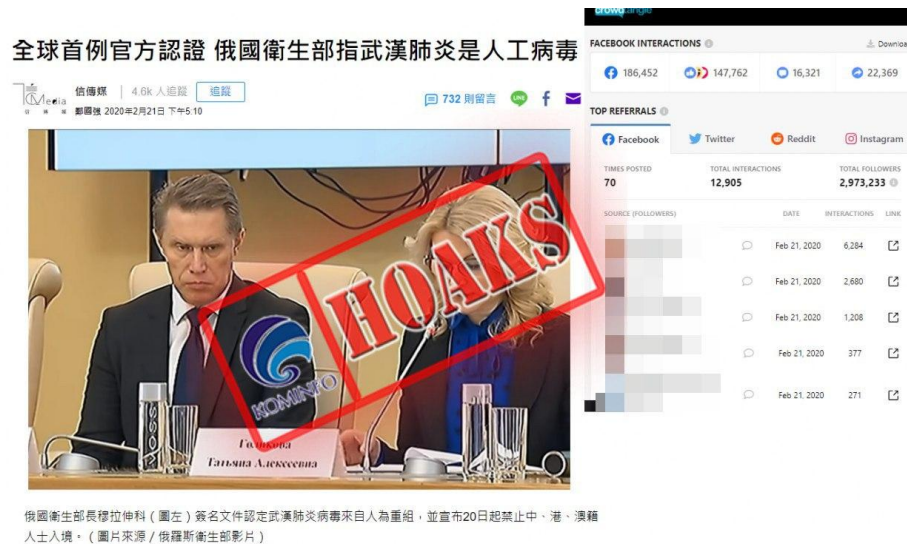 crowdtangle
全球首例官方認證 俄國衛生部指武漢肺炎是人工病毒
信傳媒 | 4.6k 人追蹤 追蹤
CMedia
信傳媒
鄭國強 2020年2月21日 下午5:10
732 則留言
LINE
FACEBOOK INTERACTIONS
Downloa
186,452 147,762 16,321 22,369
TOP REFERRALS
Facebook Twitter Reddit Instagram
TIMES POSTED TOTAL INTERACTIONS TOTAL FOLLOWERS
70 12,905 2,973,233
SOURCE (FOLLOWERS) DATE INTERACTIONS LINK
Feb 21, 2020 6,284
Feb 21, 2020 2,680
Feb 21, 2020 1,208
Feb 21, 2020 377
Feb 21, 2020 271
HOAKS
KOMINFO
VOSS
Голикова
Татьяна Алексеевна
俄國衛生部長穆拉伸科（圖左）簽名文件認定武漢肺炎病毒來自人為重組，並宣布20日起禁止中、港、澳籍
人士入境。（圖片來源／俄羅斯衛生部影片）